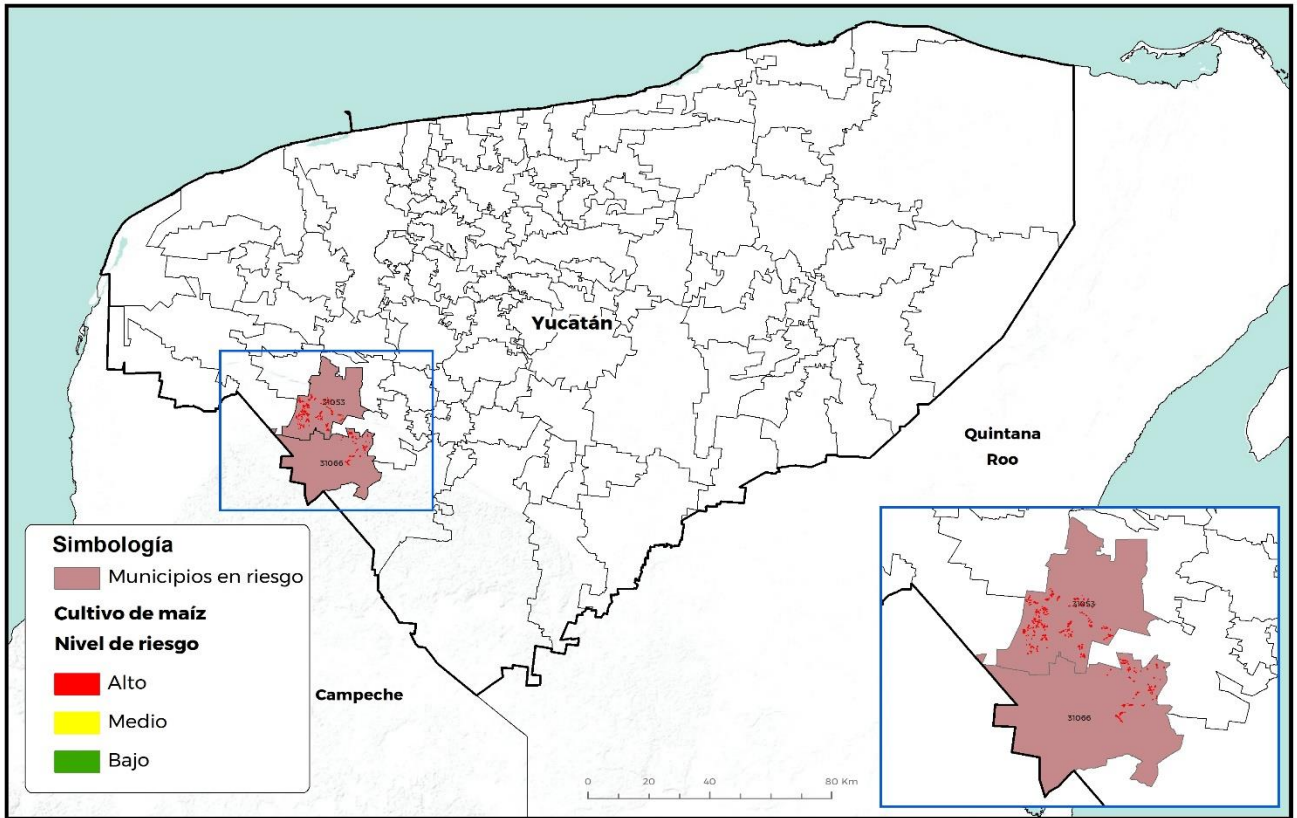 Yucatán
31053
31066
Quintana
Roo
Campeche
Simbología
Municipios en riesgo
Cultivo de maíz
Nivel de riesgo
Alto
Medio
Bajo
0 20 40 80 Km
31053
31066